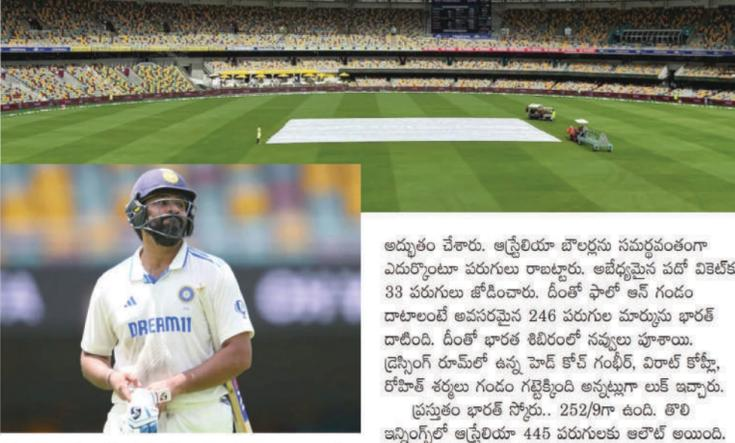 DREAM11
అద్భుతం చేశారు. ఆస్ట్రేలియా బౌలర్లను సమర్థవంతంగా
ఎదుర్కొంటూ పరుగులు రాబట్టారు. అబేధ్యమైన పదో వికెట్‌కు
33 పరుగులు జోడించారు. దీంతో ఫాలో ఆన్ గండం
దాటాలంటే అవసరమైన 246 పరుగుల మార్కును భారత్
దాటింది. దీంతో భారత శిబిరంలో నవ్వులు పూశాయి.
డ్రెస్సింగ్ రూమ్‌లో ఉన్న హెడ్ కోచ్ గంభీర్, విరాట్ కోహ్లీ,
రోహిత్ శర్మలు గండం గట్టెక్కింది అన్నట్లుగా లుక్ ఇచ్చారు.
ప్రస్తుతం భారత్ స్కోరు.. 252/9గా ఉంది. తొలి
ఇన్నింగ్స్‌లో ఆస్ట్రేలియా 445 పరుగులకు ఆలౌట్ అయింది.